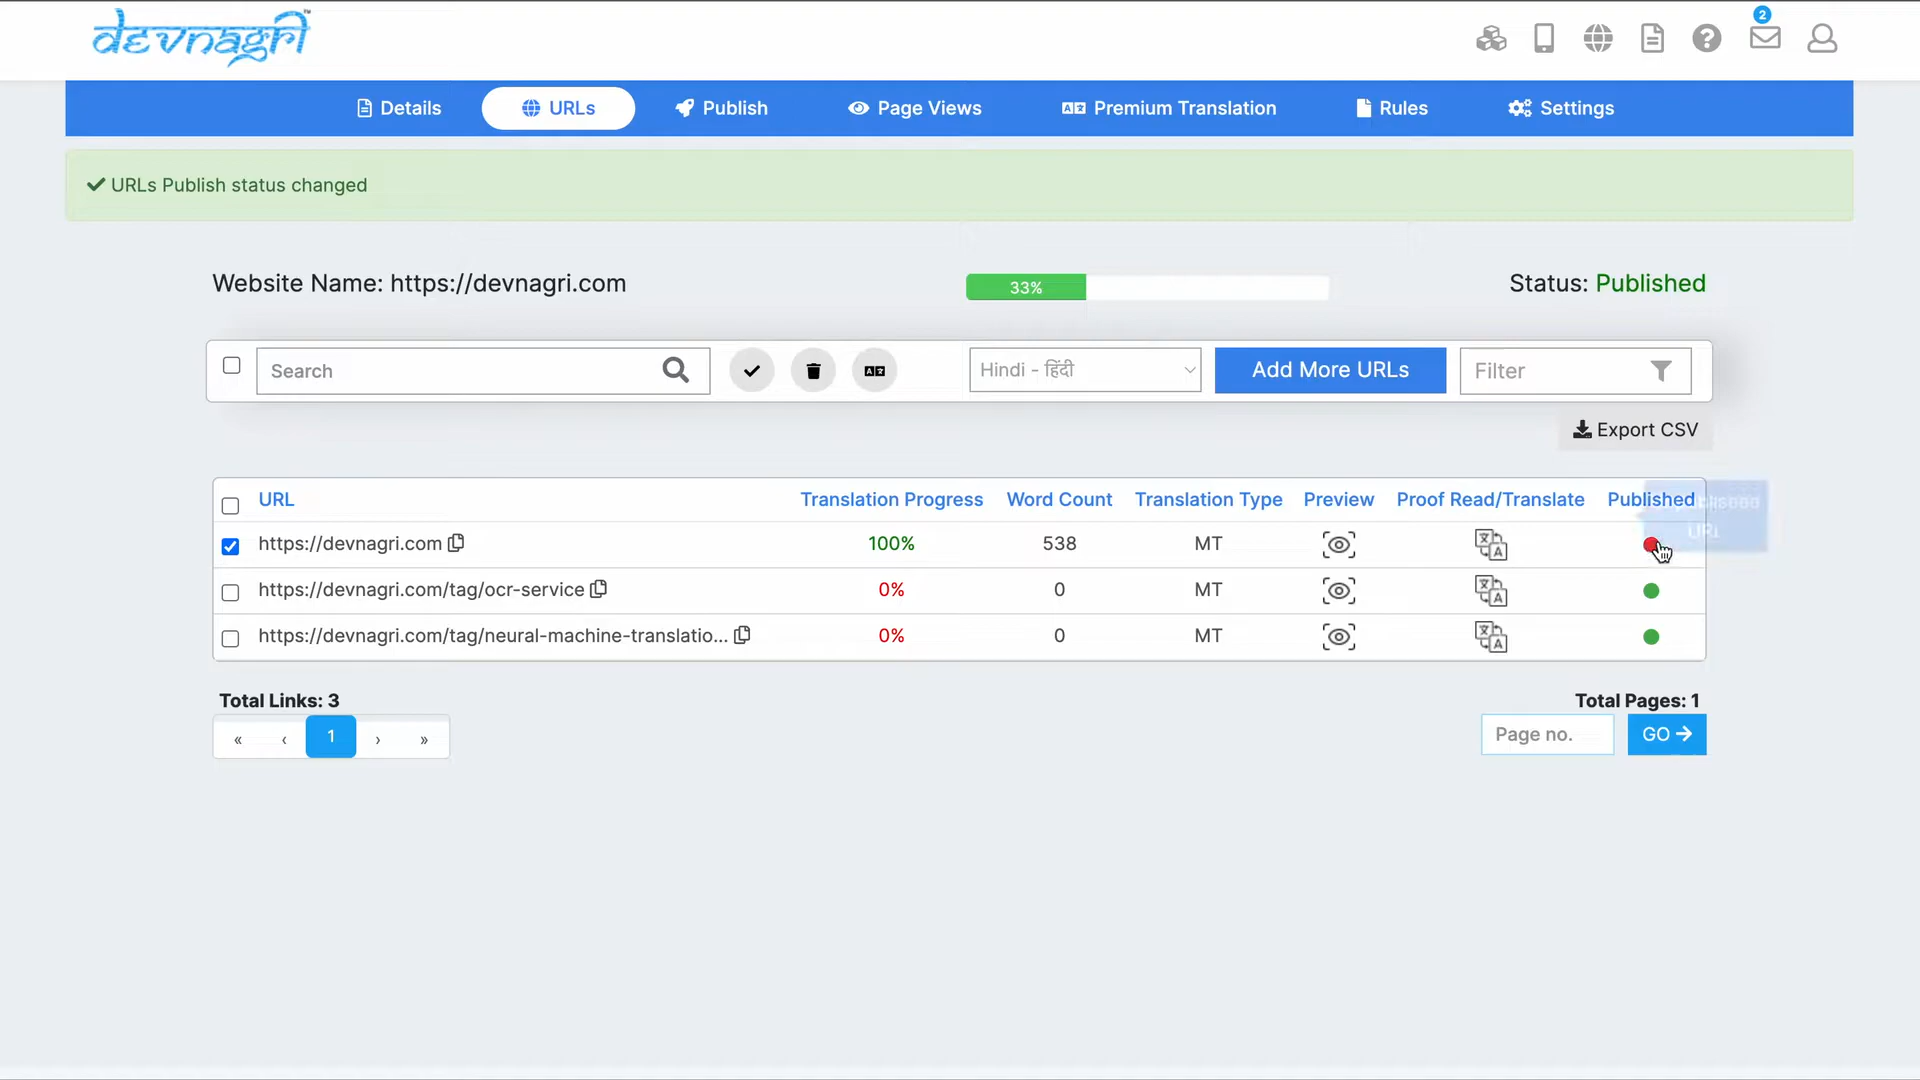 devnagri™
2
Details
URLs
Publish
Page Views
Premium Translation
Rules
Settings
URLs Publish status changed
Website Name: https://devnagri.com
33%
Status: Published
Search
Hindi - हिंदी
Add More URLs
Filter
Export CSV
URL Translation Progress Word Count Translation Type Preview Proof Read/Translate Published
https://devnagri.com 100% 538 MT
https://devnagri.com/tag/ocr-service 0% 0 MT
https://devnagri.com/tag/neural-machine-translatio... 0% 0 MT
Total Links: 3
Total Pages: 1
« ‹ 1 › »
Page no.
GO